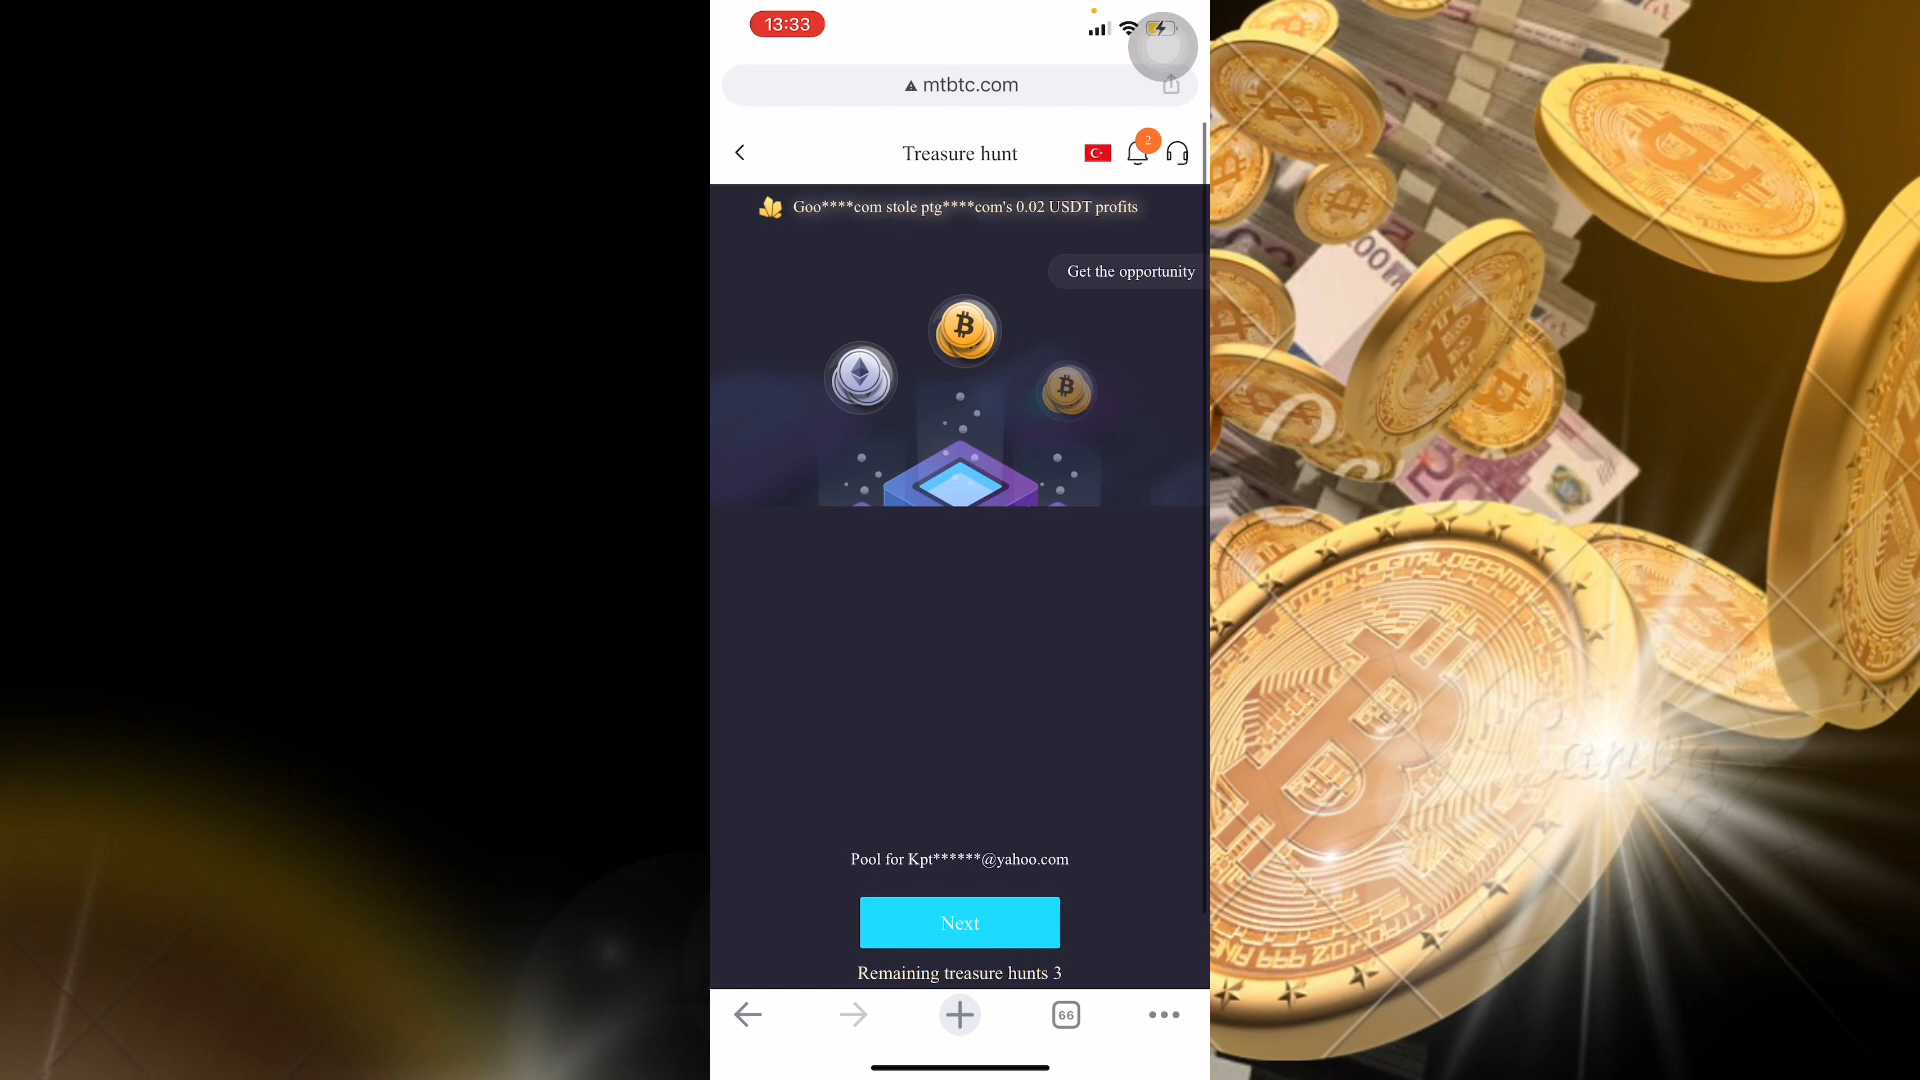 13:33
mtbtc.com
Treasure hunt
2
Goo****com stole ptg****com's 0.02 USDT profits
Get the opportunity
Pool for Kpt******@yahoo.com
Next
Remaining treasure hunts 3
66
Canva